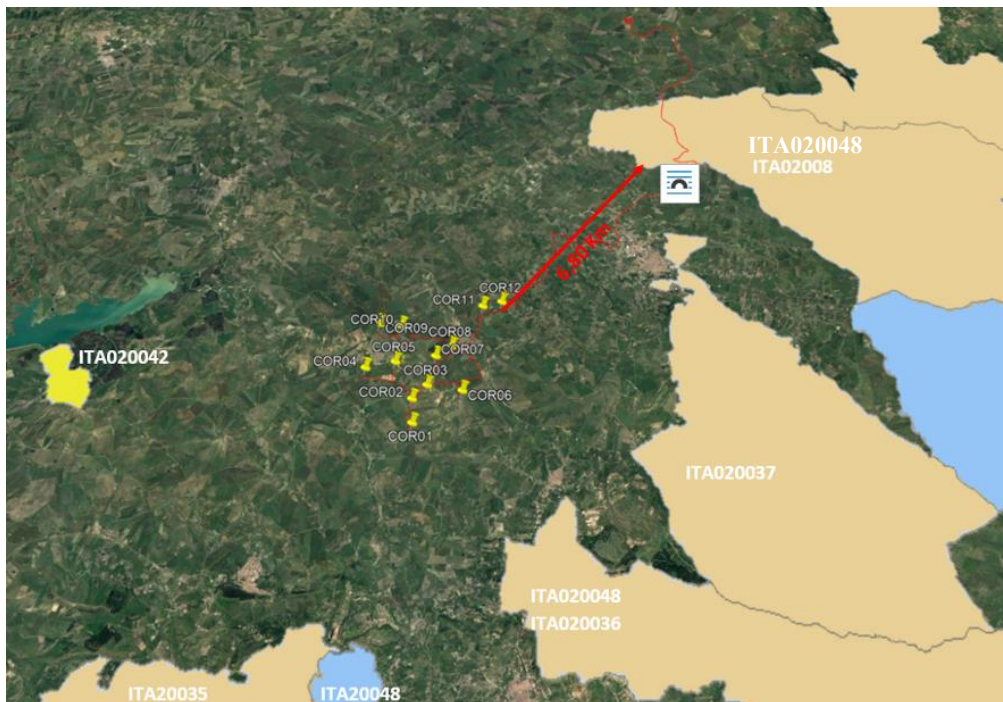 ITA020048
ITA02008
6,80 Km
COR11
COR12
COR10
COR09
COR08
ITA020042
COR04
COR05
COR07
COR03
COR02
COR06
COR01
ITA020037
ITA020048
ITA020036
ITA20035
ITA20048